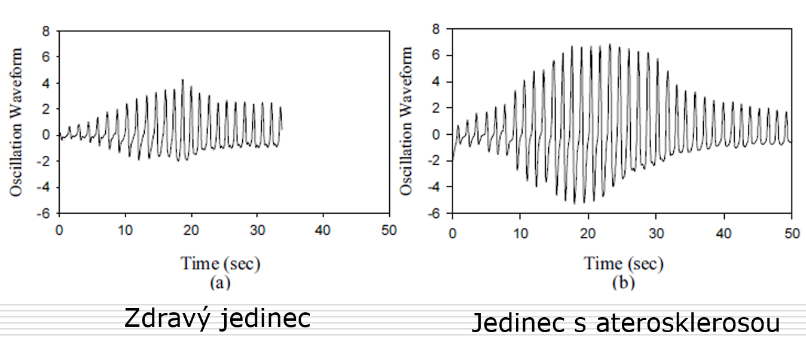 Oscillation Waveform
8
6
4
2
0
-2
-4
-6
0 10 20 30 40 50
Time (sec)
(a)
Zdravý jedinec
Oscillation Waveform
8
6
4
2
0
-2
-4
-6
0 10 20 30 40 50
Time (sec)
(b)
Jedinec s aterosklerosou